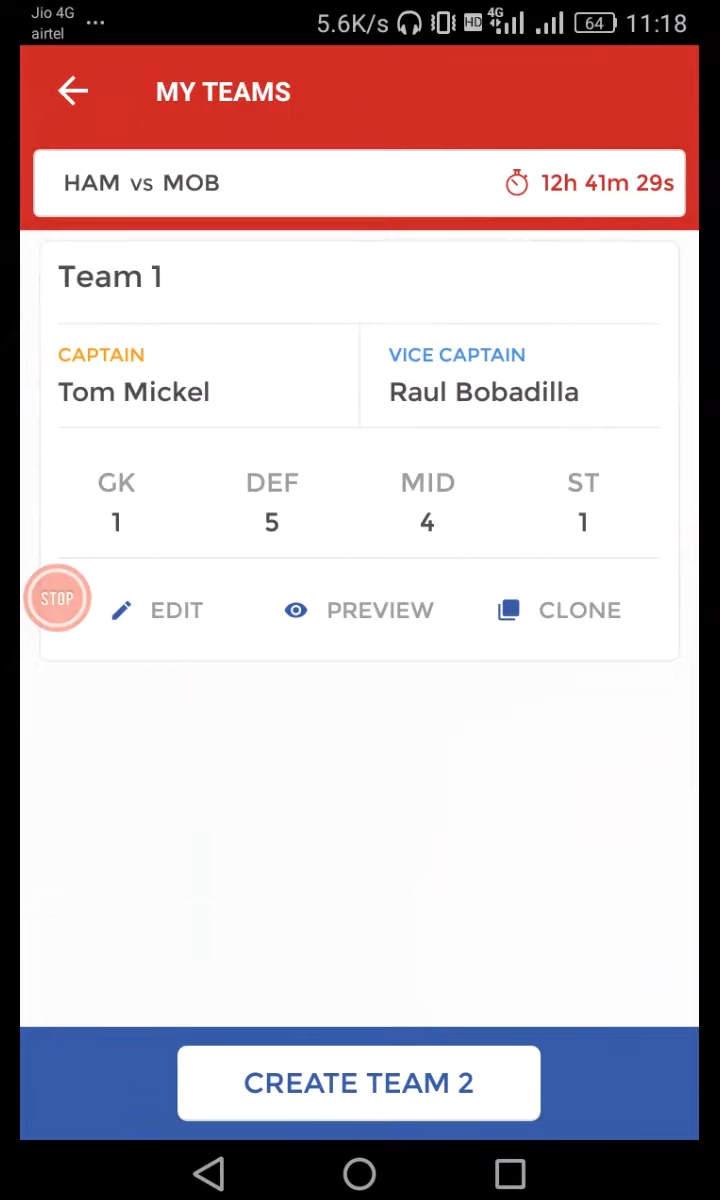 Jio 4G
airtel
... 5.6K/s HD 4G 64 11:18
MY TEAMS
HAM vs MOB 12h 41m 29s
Team 1
CAPTAIN VICE CAPTAIN
Tom Mickel Raul Bobadilla
GK DEF MID ST
1 5 4 1
STOP EDIT PREVIEW CLONE
CREATE TEAM 2